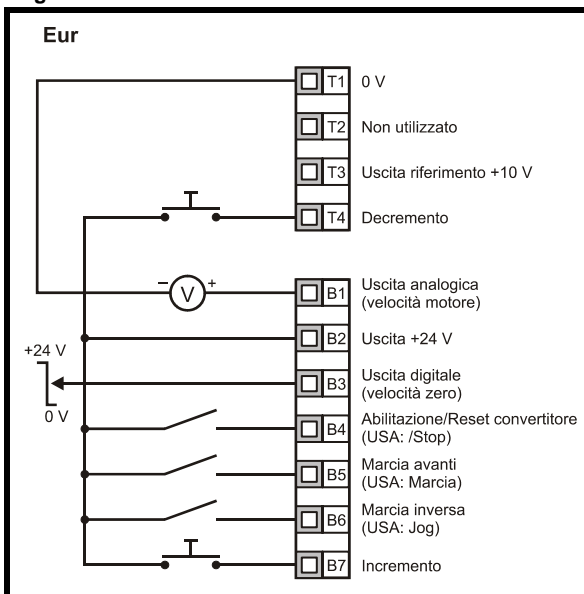 Eur
T1 0 V
T2 Non utilizzato
T3 Uscita riferimento +10 V
T4 Decremento
− V +
B1 Uscita analogica
(velocità motore)
B2 Uscita +24 V
+24 V
B3 Uscita digitale
(velocità zero)
0 V
B4 Abilitazione/Reset convertitore
(USA: /Stop)
B5 Marcia avanti
(USA: Marcia)
B6 Marcia inversa
(USA: Jog)
B7 Incremento